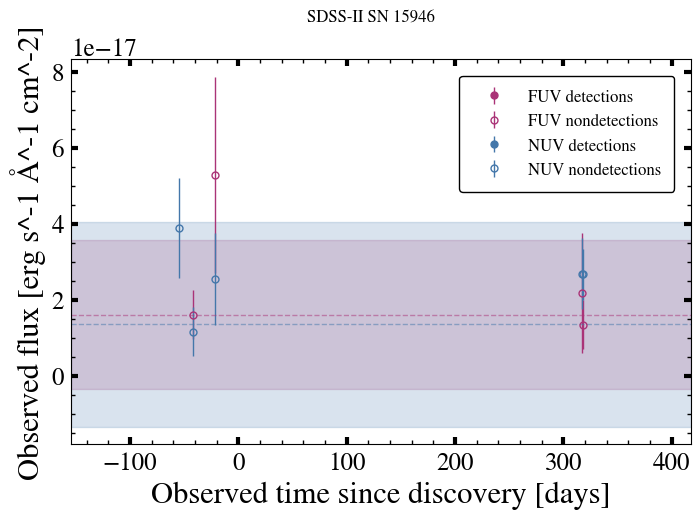 SDSS-II SN 15946
1e−17
Observed flux [erg s^-1 Å^-1 cm^-2]
8
6
4
2
0
FUV detections
FUV nondetections
NUV detections
NUV nondetections
−100 0 100 200 300 400
Observed time since discovery [days]